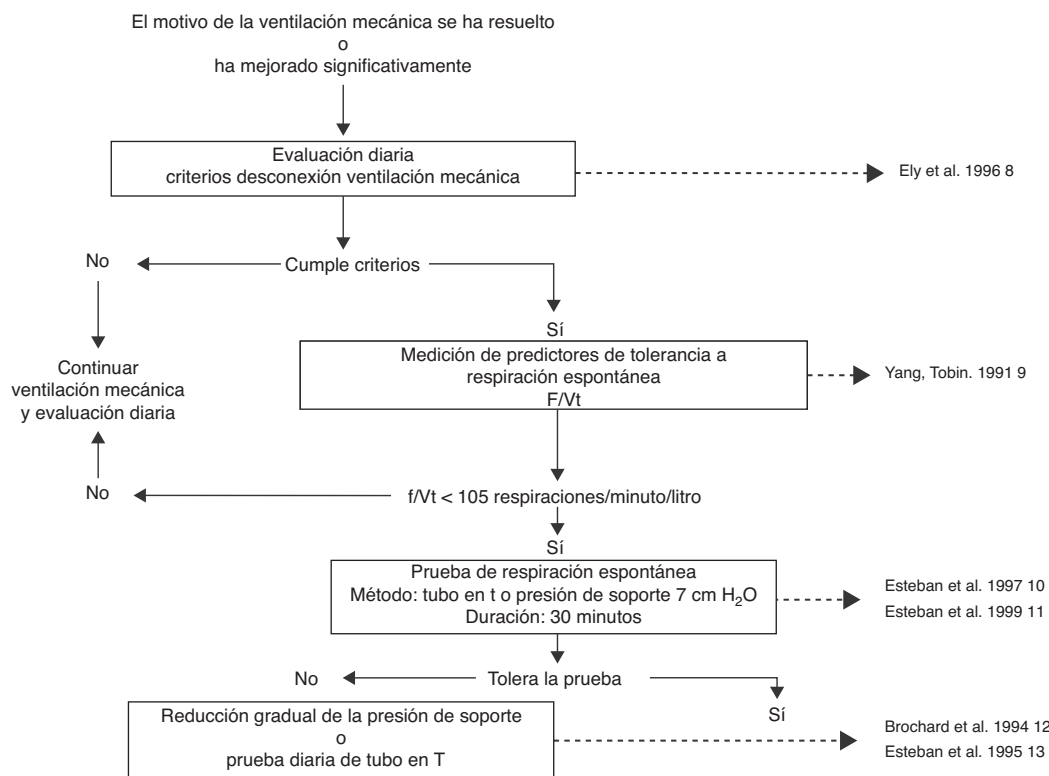 El motivo de la ventilación mecánica se ha resuelto
o
ha mejorado significativamente
Evaluación diaria
criterios desconexión ventilación mecánica
Ely et al. 1996 8
No
Cumple criterios
Sí
Medición de predictores de tolerancia a
respiración espontánea
F/Vt
Yang, Tobin. 1991 9
Continuar
ventilación mecánica
y evaluación diaria
No
f/Vt < 105 respiraciones/minuto/litro
Sí
Prueba de respiración espontánea
Método: tubo en t o presión de soporte 7 cm H₂O
Duración: 30 minutos
Esteban et al. 1997 10
Esteban et al. 1999 11
No
Tolera la prueba
Sí
Reducción gradual de la presión de soporte
o
prueba diaria de tubo en T
Brochard et al. 1994 12
Esteban et al. 1995 13